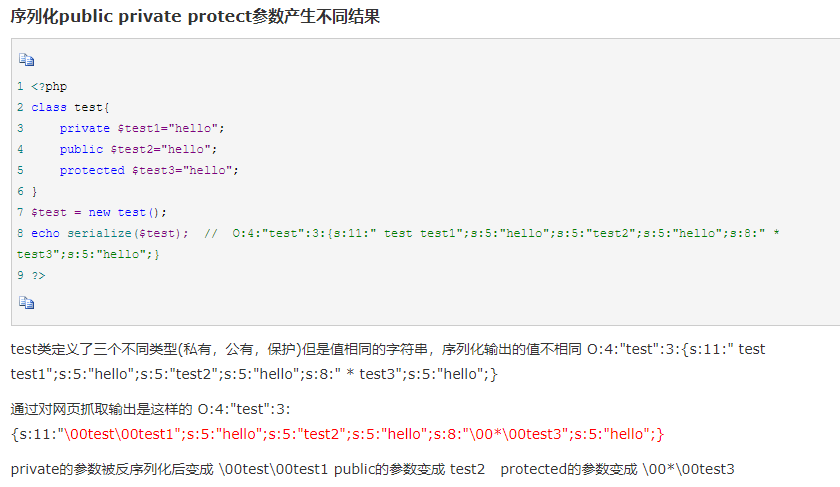 序列化public private protect参数产生不同结果
1 <?php
2 class test{
3     private $test1="hello";
4     public $test2="hello";
5     protected $test3="hello";
6 }
7 $test = new test();
8 echo serialize($test);  //  O:4:"test":3:{s:11:" test test1";s:5:"hello";s:5:"test2";s:5:"hello";s:8:" *
test3";s:5:"hello";}
9 ?>
test类定义了三个不同类型(私有，公有，保护)但是值相同的字符串，序列化输出的值不相同 O:4:"test":3:{s:11:" test
test1";s:5:"hello";s:5:"test2";s:5:"hello";s:8:" * test3";s:5:"hello";}
通过对网页抓取输出是这样的 O:4:"test":3:
{s:11:"\00test\00test1";s:5:"hello";s:5:"test2";s:5:"hello";s:8:"\00*\00test3";s:5:"hello";}
private的参数被反序列化后变成 \00test\00test1 public的参数变成 test2   protected的参数变成 \00*\00test3